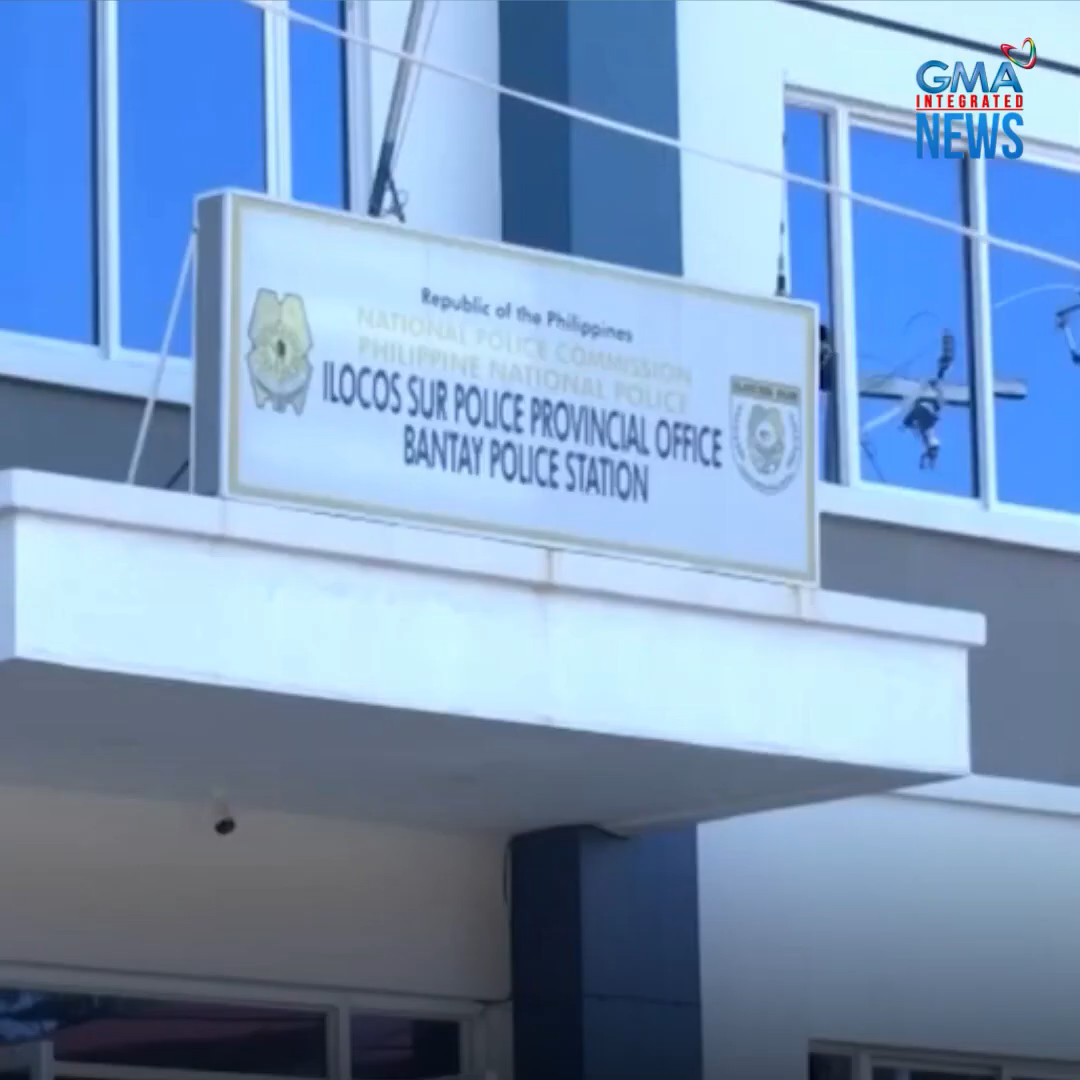 GMA
INTEGRATED
NEWS
Republic of the Philippines
NATIONAL POLICE COMMISSION
PHILIPPINE NATIONAL POLICE
ILOCOS SUR POLICE PROVINCIAL OFFICE
BANTAY POLICE STATION